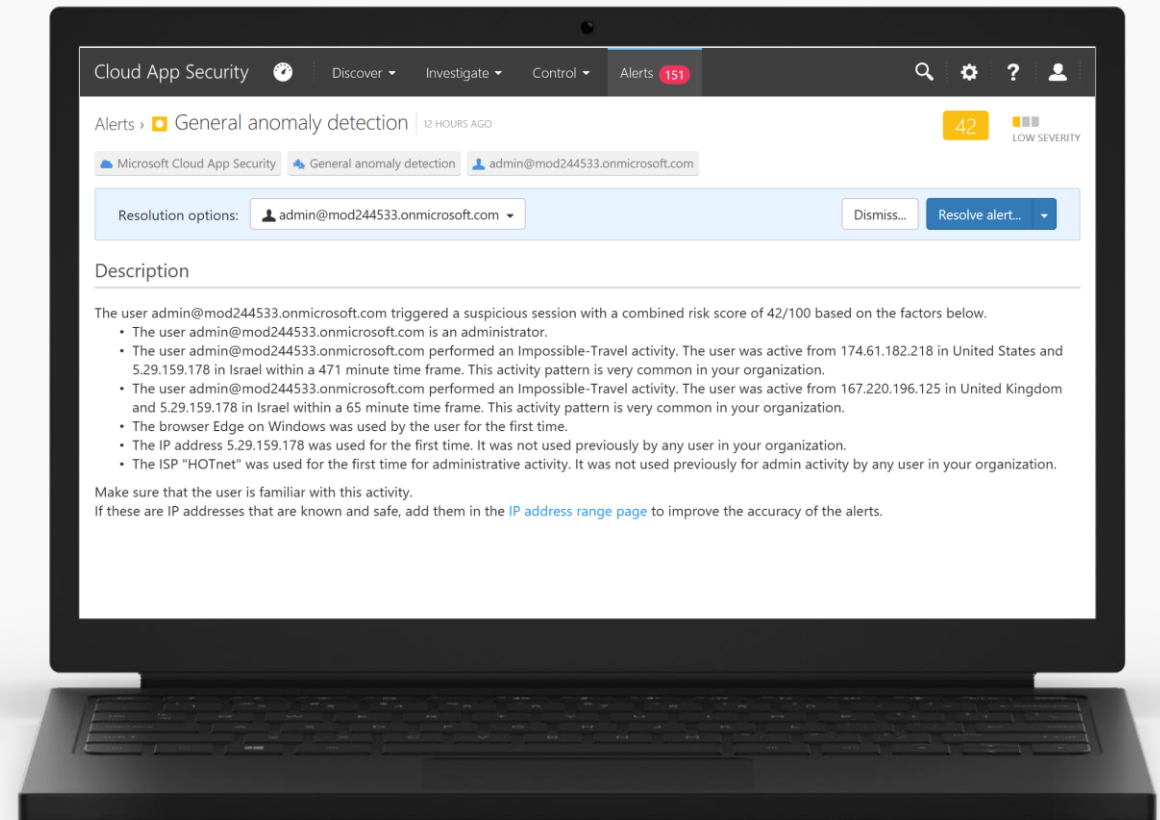 Cloud App Security Discover Investigate Control Alerts 151 ?
Alerts › General anomaly detection 12 HOURS AGO 42 LOW SEVERITY
Microsoft Cloud App Security General anomaly detection admin@mod244533.onmicrosoft.com
Resolution options: admin@mod244533.onmicrosoft.com Dismiss... Resolve alert...
Description
The user admin@mod244533.onmicrosoft.com triggered a suspicious session with a combined risk score of 42/100 based on the factors below.
• The user admin@mod244533.onmicrosoft.com is an administrator.
• The user admin@mod244533.onmicrosoft.com performed an Impossible-Travel activity. The user was active from 174.61.182.218 in United States and
5.29.159.178 in Israel within a 471 minute time frame. This activity pattern is very common in your organization.
• The user admin@mod244533.onmicrosoft.com performed an Impossible-Travel activity. The user was active from 167.220.196.125 in United Kingdom
and 5.29.159.178 in Israel within a 65 minute time frame. This activity pattern is very common in your organization.
• The browser Edge on Windows was used by the user for the first time.
• The IP address 5.29.159.178 was used for the first time. It was not used previously by any user in your organization.
• The ISP "HOTnet" was used for the first time for administrative activity. It was not used previously for admin activity by any user in your organization.
Make sure that the user is familiar with this activity.
If these are IP addresses that are known and safe, add them in the IP address range page to improve the accuracy of the alerts.